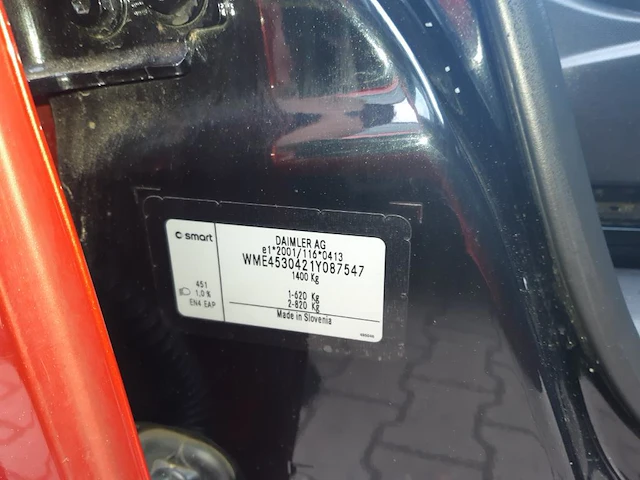 smart
DAIMLER AG
e1*2001/116*0413
WME4530421Y087547
1400 Kg
451
1,0 %
EN4 EAP
1-620 Kg
2-820 Kg
Made in Slovenia